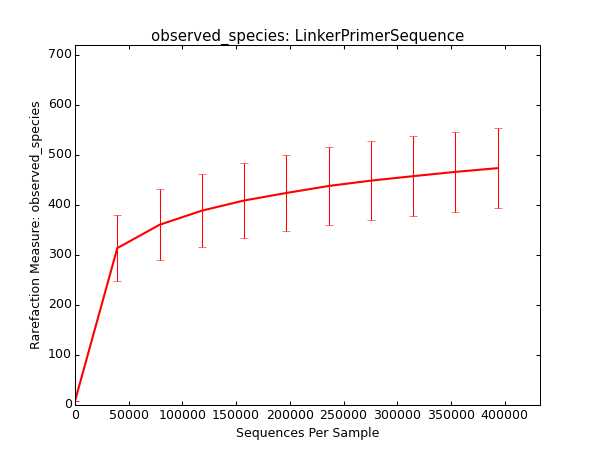 observed_species: LinkerPrimerSequence
700
600
500
400
300
200
100
0
Rarefaction Measure: observed_species
0 50000 100000 150000 200000 250000 300000 350000 400000
Sequences Per Sample